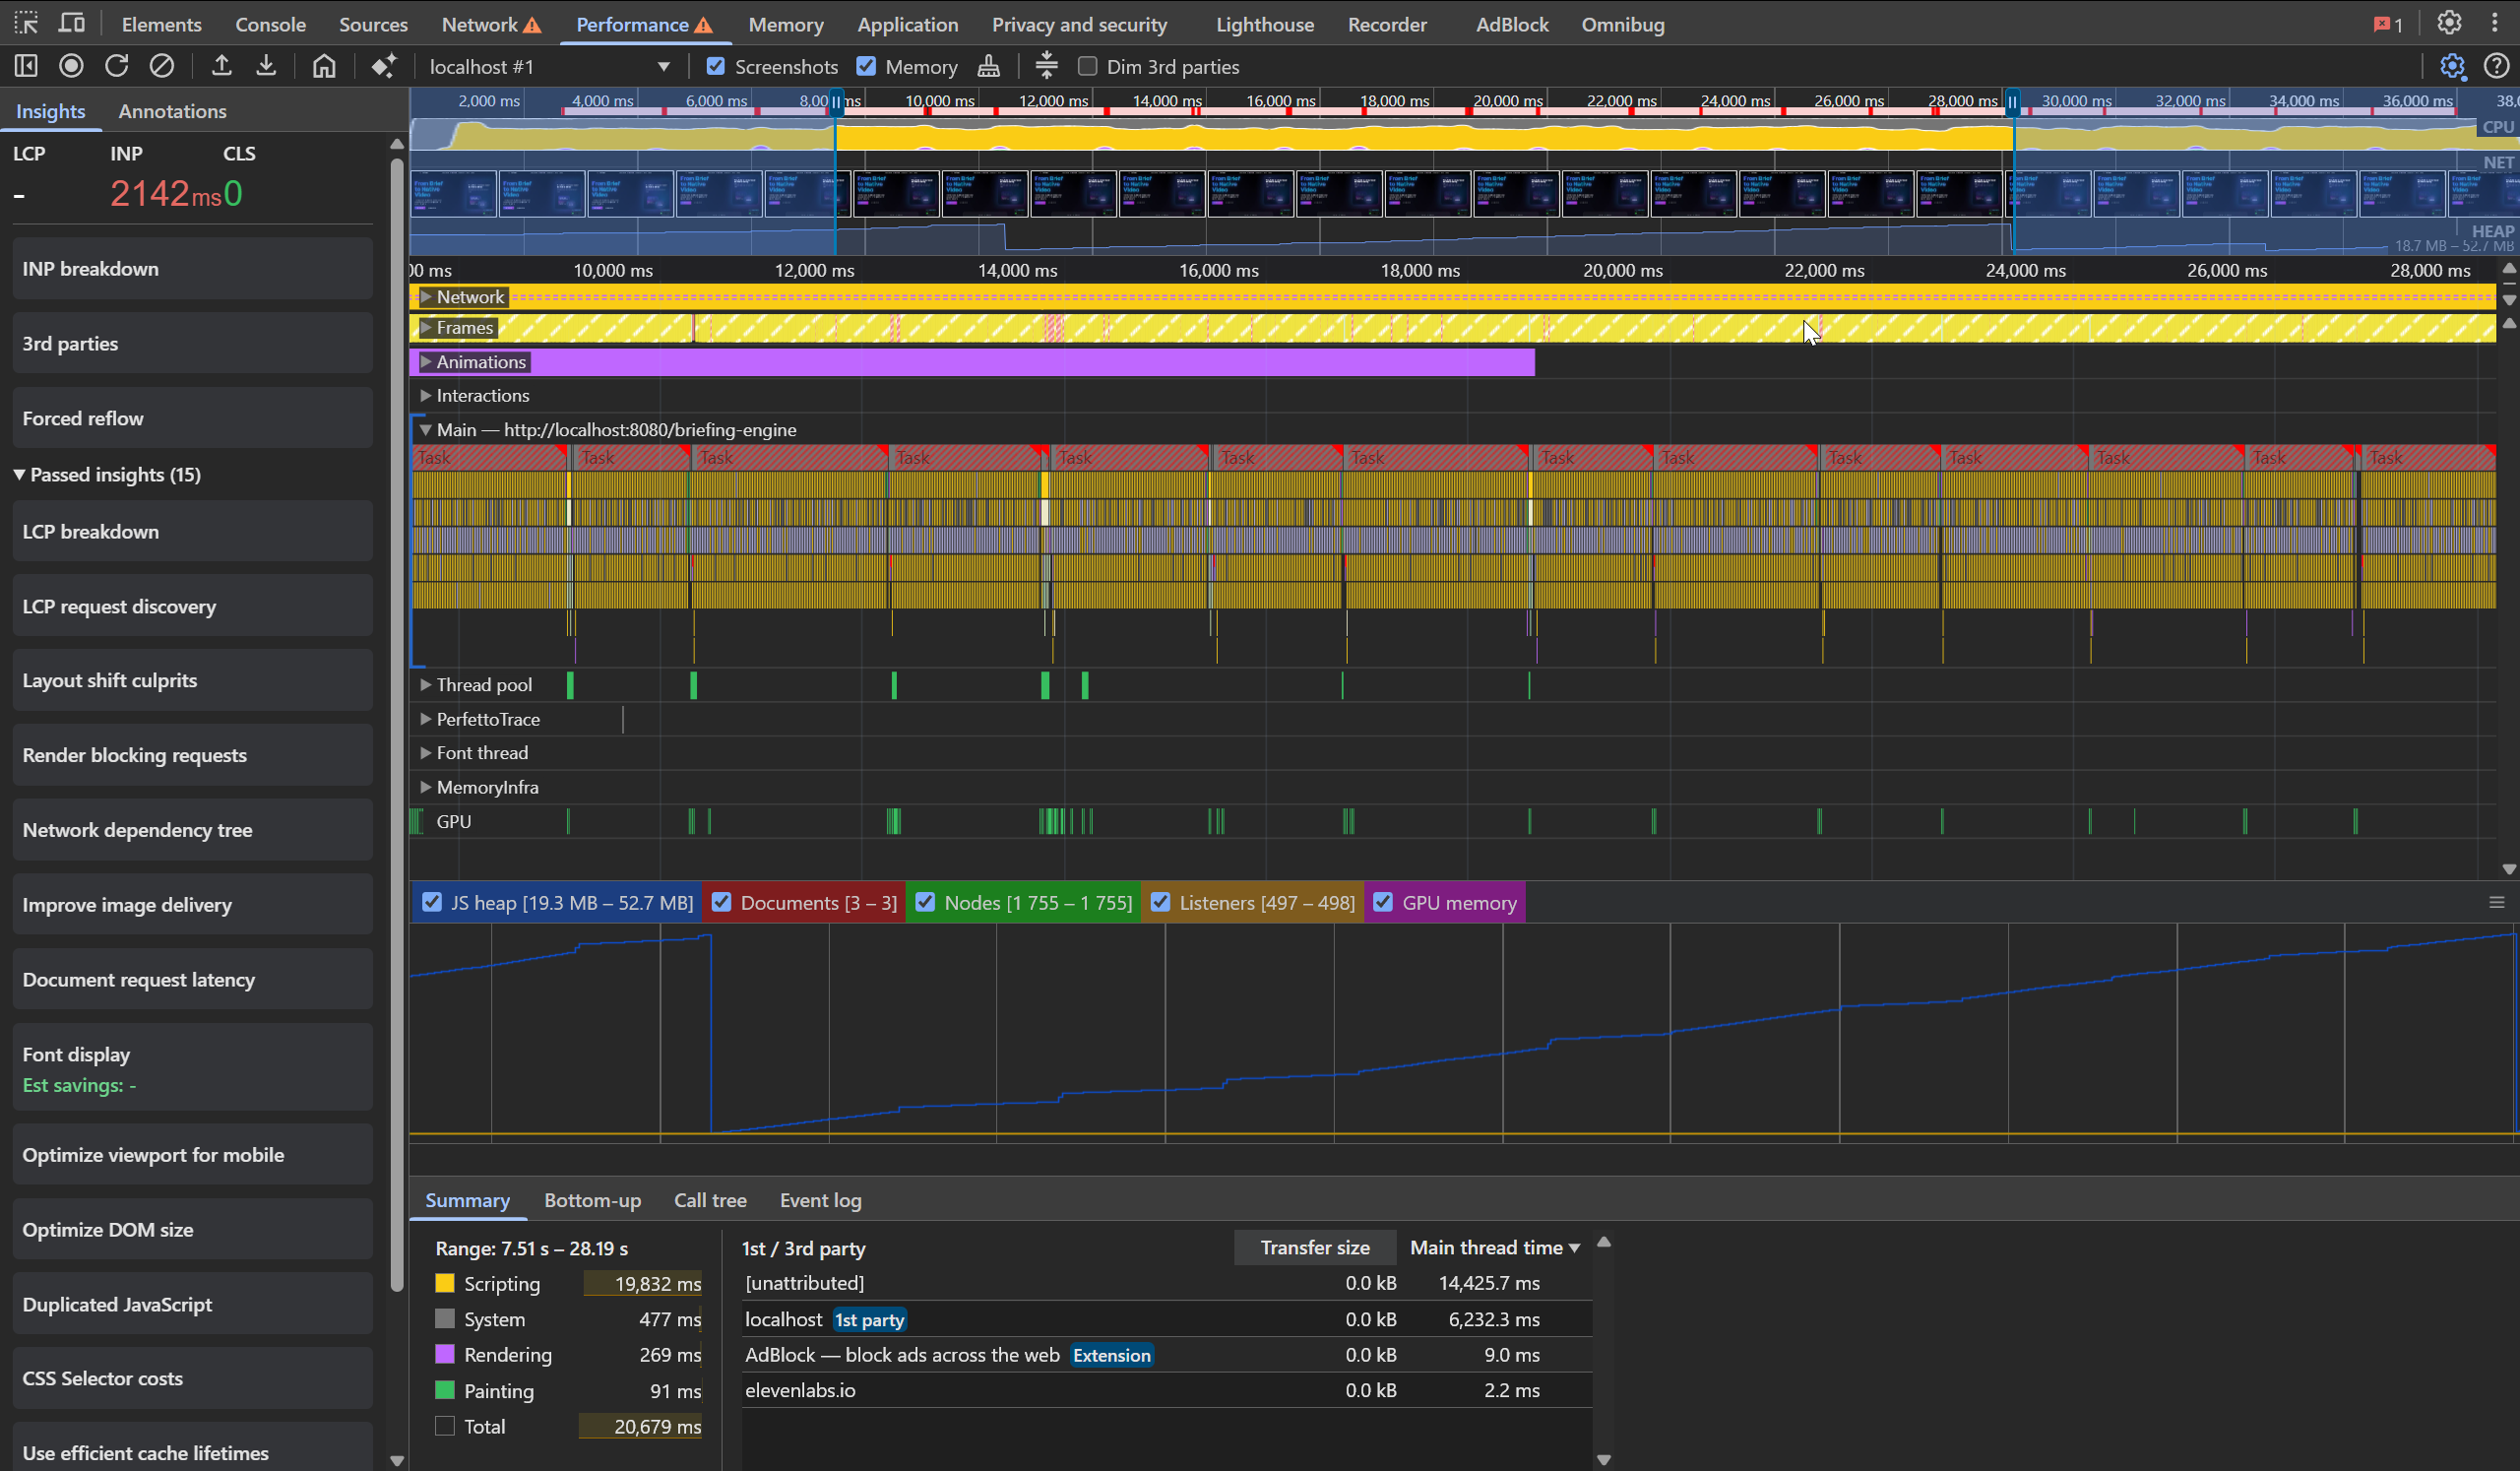 Elements Console Sources Network Performance Memory Application Privacy and security Lighthouse Recorder AdBlock Omnibug 1
localhost #1 Screenshots Memory Dim 3rd parties
Insights Annotations
LCP INP CLS
- 2142ms 0
INP breakdown
3rd parties
Forced reflow
Passed insights (15)
LCP breakdown
LCP request discovery
Layout shift culprits
Render blocking requests
Network dependency tree
Improve image delivery
Document request latency
Font display
Est savings: -
Optimize viewport for mobile
Optimize DOM size
Duplicated JavaScript
CSS Selector costs
Use efficient cache lifetimes
2,000 ms 4,000 ms 6,000 ms 8,00 ms 10,000 ms 12,000 ms 14,000 ms 16,000 ms 18,000 ms 20,000 ms 22,000 ms 24,000 ms 26,000 ms 28,000 ms 30,000 ms 32,000 ms 34,000 ms 36,000 ms 38,0
CPU
NET
HEAP
18.7 MB – 52.7 MB
00 ms 10,000 ms 12,000 ms 14,000 ms 16,000 ms 18,000 ms 20,000 ms 22,000 ms 24,000 ms 26,000 ms 28,000 ms
Network
Frames
Animations
Interactions
Main — http://localhost:8080/briefing-engine
Task Task Task Task Task Task Task Task Task Task Task Task Task Task
Thread pool
PerfettoTrace
Font thread
MemoryInfra
GPU
JS heap [19.3 MB – 52.7 MB] Documents [3 – 3] Nodes [1 755 – 1 755] Listeners [497 – 498] GPU memory
Summary Bottom-up Call tree Event log
Range: 7.51 s – 28.19 s
Scripting 19,832 ms
System 477 ms
Rendering 269 ms
Painting 91 ms
Total 20,679 ms
1st / 3rd party Transfer size Main thread time
[unattributed] 0.0 kB 14,425.7 ms
localhost 1st party 0.0 kB 6,232.3 ms
AdBlock — block ads across the web Extension 0.0 kB 9.0 ms
elevenlabs.io 0.0 kB 2.2 ms